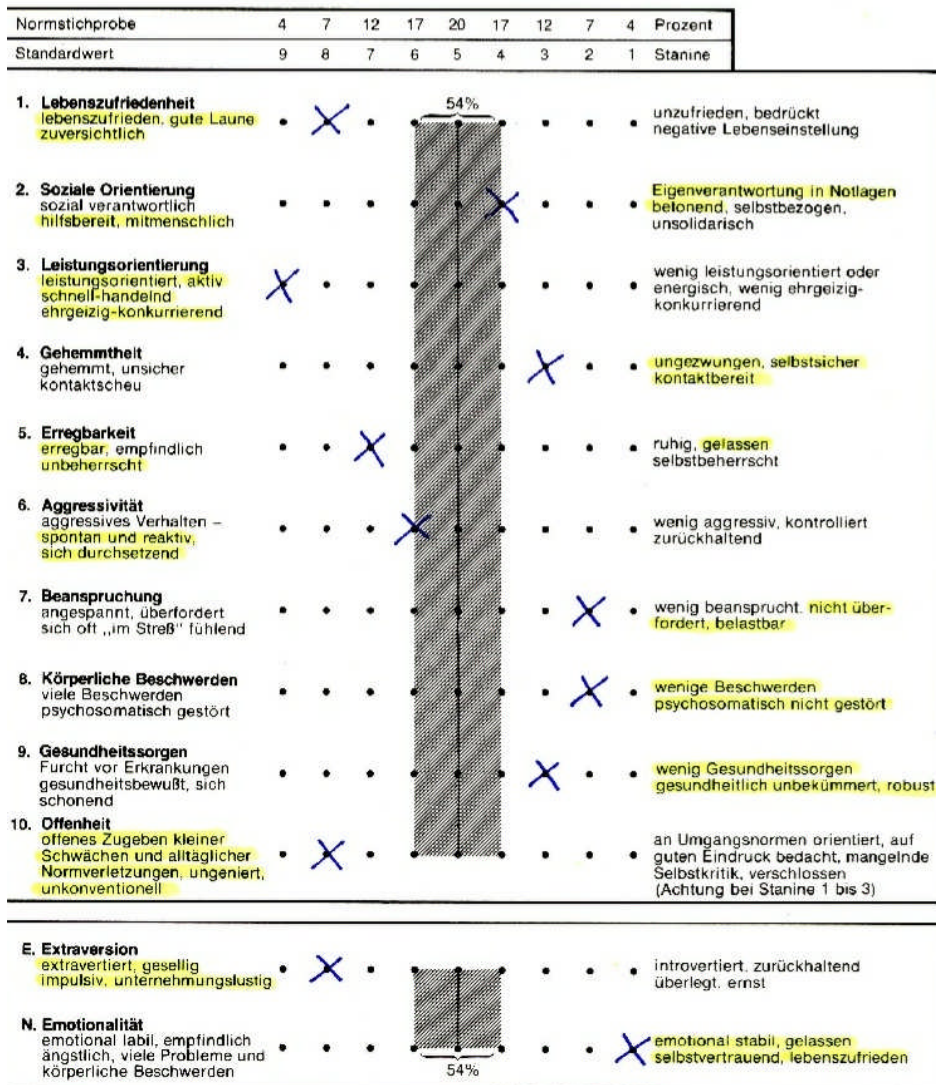 Normstichprobe 4 7 12 17 20 17 12 7 4 Prozent
Standardwert 9 8 7 6 5 4 3 2 1 Stanine
1. Lebenszufriedenheit
lebenszufrieden, gute Laune
zuversichtlich
54%
unzufrieden, bedrückt
negative Lebenseinstellung
2. Soziale Orientierung
sozial verantwortlich
hilfsbereit, mitmenschlich
Eigenverantwortung in Notlagen
betonend, selbstbezogen,
unsolidarisch
3. Leistungsorientierung
leistungsorientiert, aktiv
schnell-handelnd
ehrgeizig-konkurrierend
wenig leistungsorientiert oder
energisch, wenig ehrgeizig-
konkurrierend
4. Gehemmtheit
gehemmt, unsicher
kontaktscheu
ungezwungen, selbstsicher
kontaktbereit
5. Erregbarkeit
erregbar, empfindlich
unbeherrscht
ruhig, gelassen
selbstbeherrscht
6. Aggressivität
aggressives Verhalten –
spontan und reaktiv,
sich durchsetzend
wenig aggressiv, kontrolliert
zurückhaltend
7. Beanspruchung
angespannt, überfordert
sich oft „im Streß" fühlend
wenig beansprucht. nicht über-
fordert, belastbar
8. Körperliche Beschwerden
viele Beschwerden
psychosomatisch gestört
wenige Beschwerden
psychosomatisch nicht gestört
9. Gesundheitssorgen
Furcht vor Erkrankungen
gesundheitsbewußt, sich
schonend
wenig Gesundheitssorgen
gesundheitlich unbekümmert, robust
10. Offenheit
offenes Zugeben kleiner
Schwächen und alltäglicher
Normverletzungen, ungeniert,
unkonventionell
an Umgangsnormen orientiert, auf
guten Eindruck bedacht, mangelnde
Selbstkritik, verschlossen
(Achtung bei Stanine 1 bis 3)
E. Extraversion
extravertiert, gesellig
impulsiv, unternehmungslustig
introvertiert. zurückhaltend
überlegt. ernst
N. Emotionalität
emotional labil, empfindlich
ängstlich, viele Probleme und
körperliche Beschwerden
54%
emotional stabil, gelassen
selbstvertrauend, lebenszufrieden